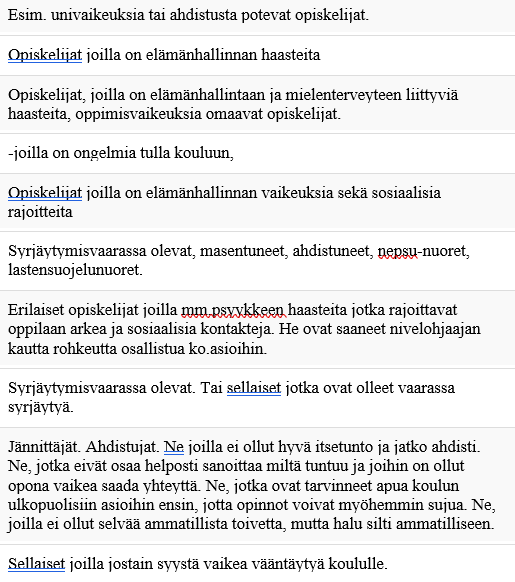 Esim. univaikeuksia tai ahdistusta potevat opiskelijat.
Opiskelijat joilla on elämänhallinnan haasteita
Opiskelijat, joilla on elämänhallintaan ja mielenterveyteen liittyviä
haasteita, oppimisvaikeuksia omaavat opiskelijat.
-joilla on ongelmia tulla kouluun,
Opiskelijat joilla on elämänhallinnan vaikeuksia sekä sosiaalisia
rajoitteita
Syrjäytymisvaarassa olevat, masentuneet, ahdistuneet, nepsu-nuoret,
lastensuojelunuoret.
Erilaiset opiskelijat joilla mm.psyykkeen haasteita jotka rajoittavat
oppilaan arkea ja sosiaalisia kontakteja. He ovat saaneet nivelohjaajan
kautta rohkeutta osallistua ko.asioihin.
Syrjäytymisvaarassa olevat. Tai sellaiset jotka ovat olleet vaarassa
syrjäytyä.
Jännittäjät. Ahdistujat. Ne joilla ei ollut hyvä itsetunto ja jatko ahdisti.
Ne, jotka eivät osaa helposti sanoittaa miltä tuntuu ja joihin on ollut
opona vaikea saada yhteyttä. Ne, jotka ovat tarvinneet apua koulun
ulkopuolisiin asioihin ensin, jotta opinnot voivat myöhemmin sujua. Ne,
joilla ei ollut selvää ammatillista toivetta, mutta halu silti ammatilliseen.
Sellaiset joilla jostain syystä vaikea vääntäytyä koululle.